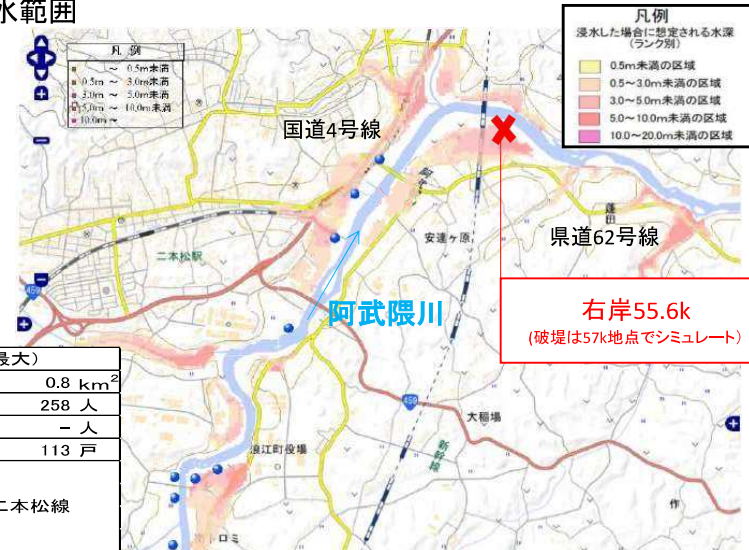 水範囲
凡例
浸水した場合に想定される水深
(ランク別)
0.5m未満の区域
0.5～3.0m未満の区域
3.0～5.0m未満の区域
5.0～10.0m未満の区域
10.0～20.0m未満の区域
凡 例
～ 0.5m未満
0.5m ～ 3.0m未満
3.0m ～ 5.0m未満
5.0m ～ 10.0m未満
10.0m ～
国道4号線
安達ヶ原
県道62号線
二本松駅
459
阿武隈川
右岸55.6k
(破堤は57k地点でシミュレート)
最大)
0.8 km²
258 人
－ 人
113 戸
二本松線
459
大稲場
新幹線
浪江町役場
トロミ
作